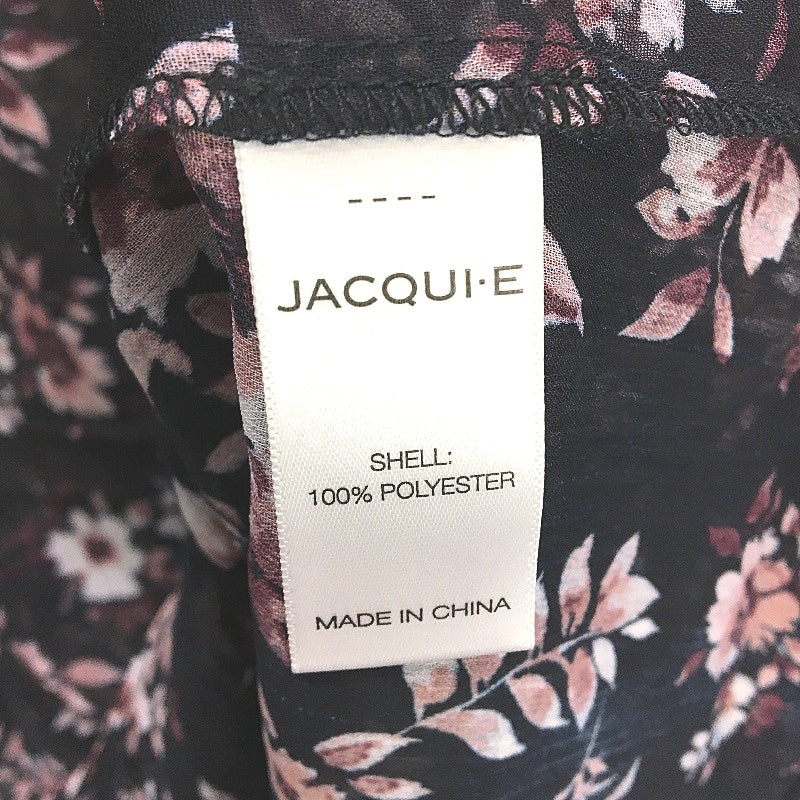 JACQUI·E
SHELL:
100% POLYESTER
MADE IN CHINA